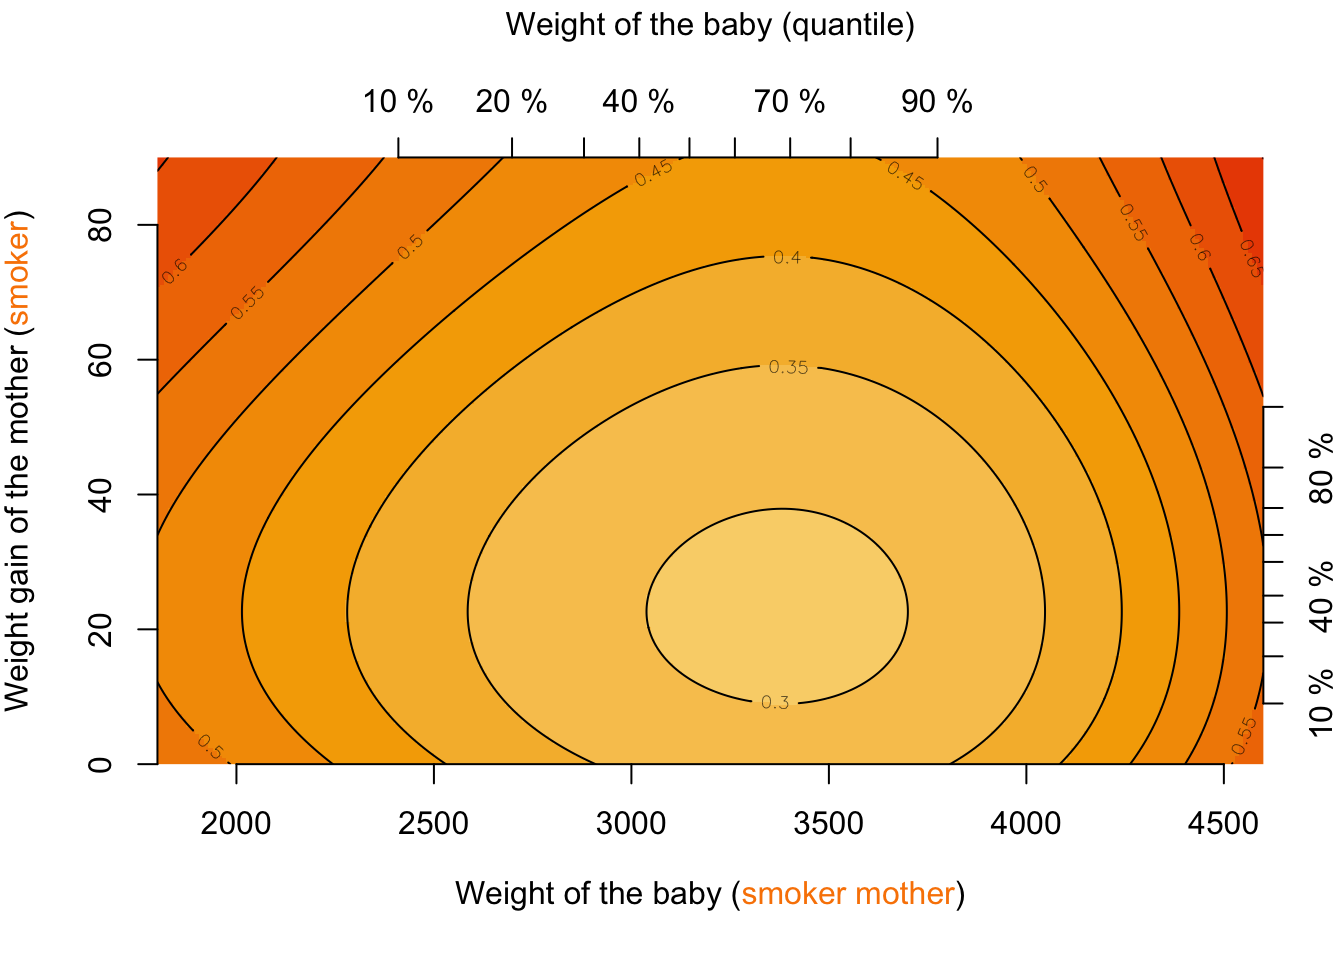 Weight of the baby (quantile)
10 % 20 % 40 % 70 % 90 %
0.45 0.45 0.5 0.55 0.6 0.65
0.6 0.55 0.5 0.4
0.35
0.3
0.5 0.55
Weight gain of the mother (smoker)
0 20 40 60 80
10 % 40 % 80 %
2000 2500 3000 3500 4000 4500
Weight of the baby (smoker mother)